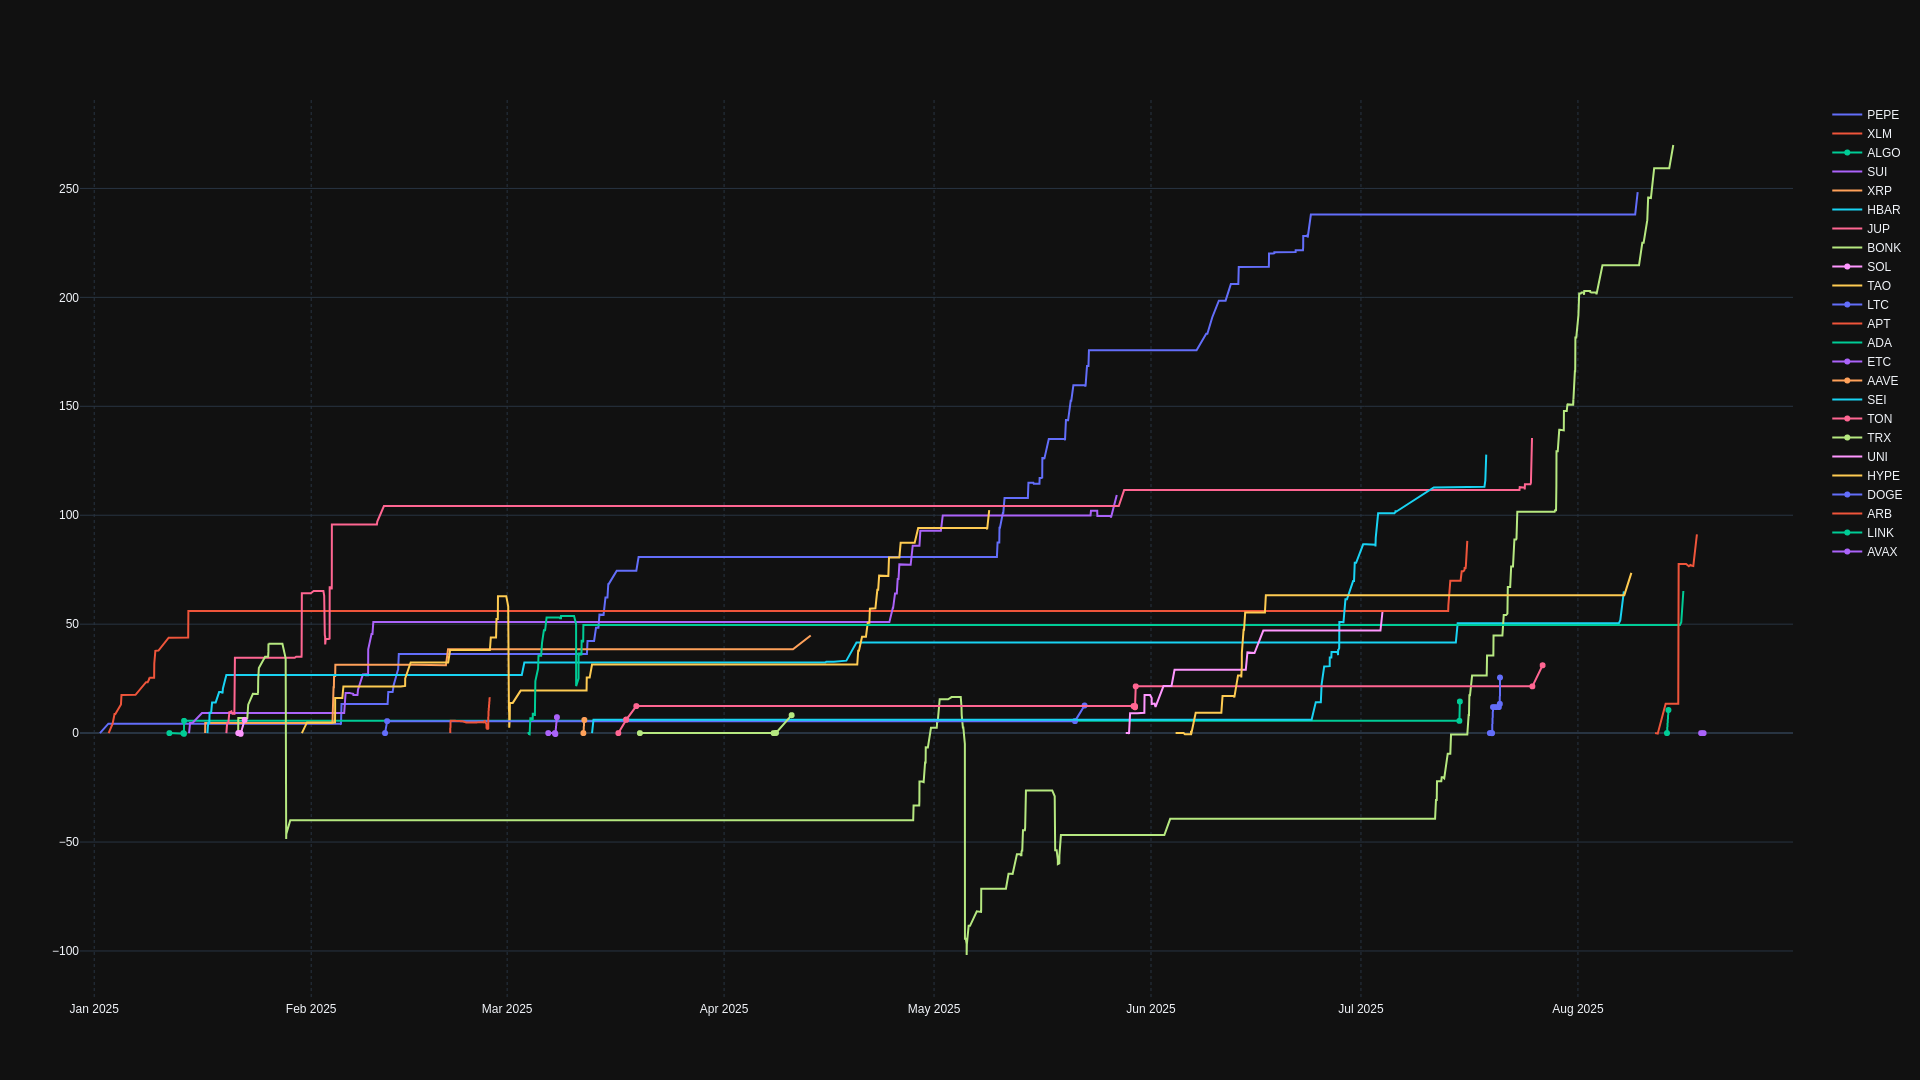 250
200
150
100
50
0
−50
−100
Jan 2025 Feb 2025 Mar 2025 Apr 2025 May 2025 Jun 2025 Jul 2025 Aug 2025
PEPE
XLM
ALGO
SUI
XRP
HBAR
JUP
BONK
SOL
TAO
LTC
APT
ADA
ETC
AAVE
SEI
TON
TRX
UNI
HYPE
DOGE
ARB
LINK
AVAX